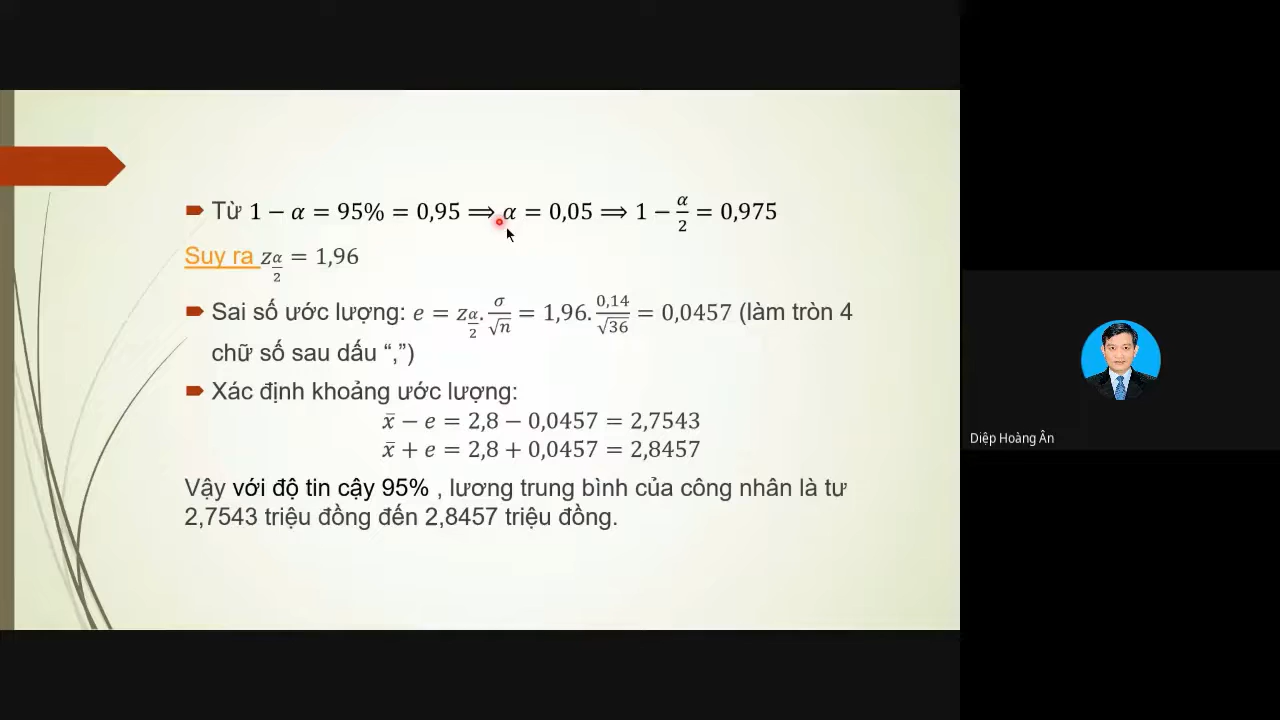 Từ 1 − α = 95% = 0,95 ⟹ α = 0,05 ⟹ 1 − α/2 = 0,975
Suy ra z_{α/2} = 1,96
Sai số ước lượng: e = z_{α/2}. σ/√n = 1,96. 0,14/√36 = 0,0457 (làm tròn 4
chữ số sau dấu “,”)
Xác định khoảng ước lượng:
x̄ − e = 2,8 − 0,0457 = 2,7543
x̄ + e = 2,8 + 0,0457 = 2,8457
Vậy với độ tin cậy 95% , lương trung bình của công nhân là tư
2,7543 triệu đồng đến 2,8457 triệu đồng.
Diệp Hoàng Ân